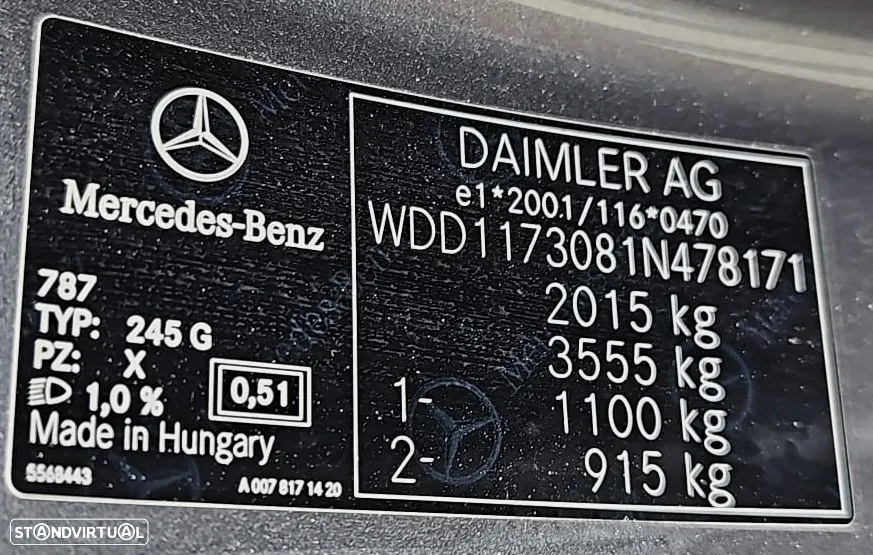 Mercedes-Benz
787
TYP: 245 G
PZ: X
1,0 %
0,51
Made in Hungary
5568443
A 007 817 14 20
DAIMLER AG
e1*2001/116*0470
WDD1173081N478171
2015 kg
3555 kg
1- 1100 kg
2- 915 kg
STANDVIRTUAL